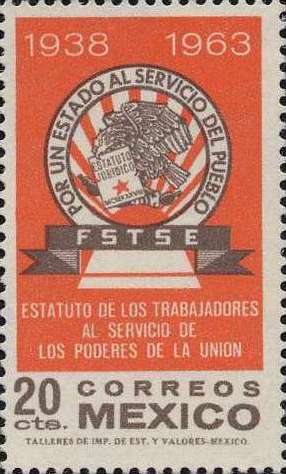 1938 1963
POR UN ESTADO AL SERVICIO DEL PUEBLO
ESTATUTO
JURIDICO
FSTSE
ESTATUTO DE LOS TRABAJADORES
AL SERVICIO DE
LOS PODERES DE LA UNION
20 CORREOS
cts. MEXICO
TALLERES DE IMP. DE EST. Y VALORES-MEXICO.